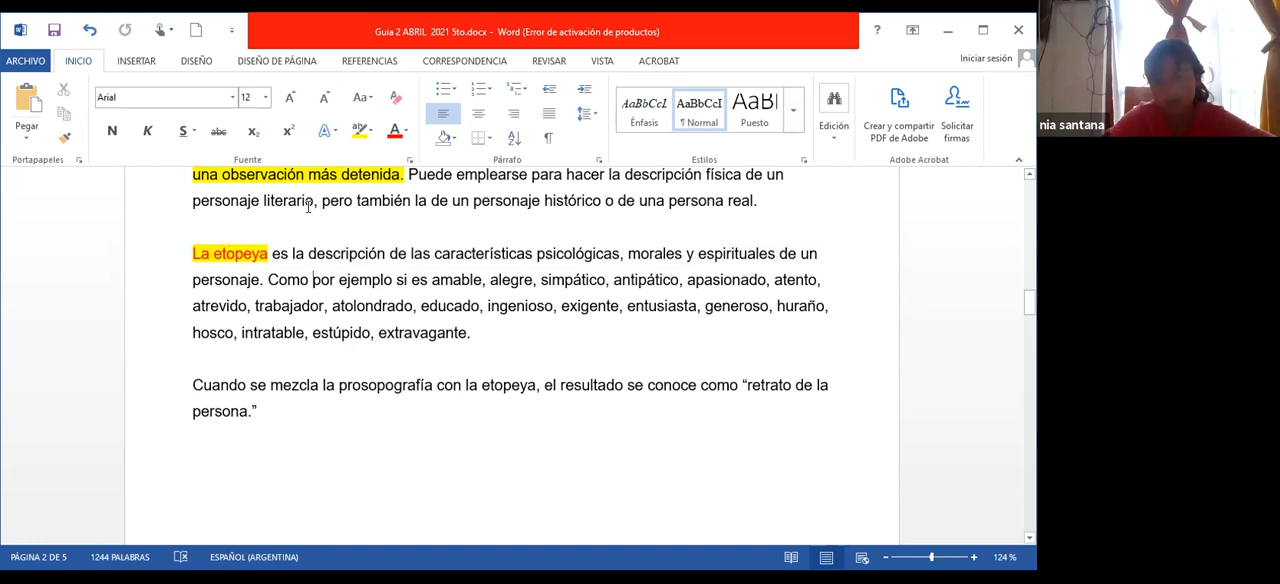 Guia 2 ABRIL 2021 5to.docx - Word (Error de activación de productos)
?
ARCHIVO INICIO INSERTAR DISEÑO DISEÑO DE PÁGINA REFERENCIAS CORRESPONDENCIA REVISAR VISTA ACROBAT Iniciar sesión
Pegar
Arial 12 Aa
N K S abc x₂ x² A A
AaBbCcL AaBbCcI AaBl
Énfasis ¶ Normal Puesto
Edición
Crear y compartir PDF de Adobe
Solicitar firmas
Portapapeles Fuente Párrafo Estilos Adobe Acrobat
nia santana
una observación más detenida. Puede emplearse para hacer la descripción física de un
personaje literario, pero también la de un personaje histórico o de una persona real.
La etopeya es la descripción de las características psicológicas, morales y espirituales de un
personaje. Como por ejemplo si es amable, alegre, simpático, antipático, apasionado, atento,
atrevido, trabajador, atolondrado, educado, ingenioso, exigente, entusiasta, generoso, huraño,
hosco, intratable, estúpido, extravagante.
Cuando se mezcla la prosopografía con la etopeya, el resultado se conoce como “retrato de la
persona.”
PÁGINA 2 DE 5 1244 PALABRAS ESPAÑOL (ARGENTINA) 124 %